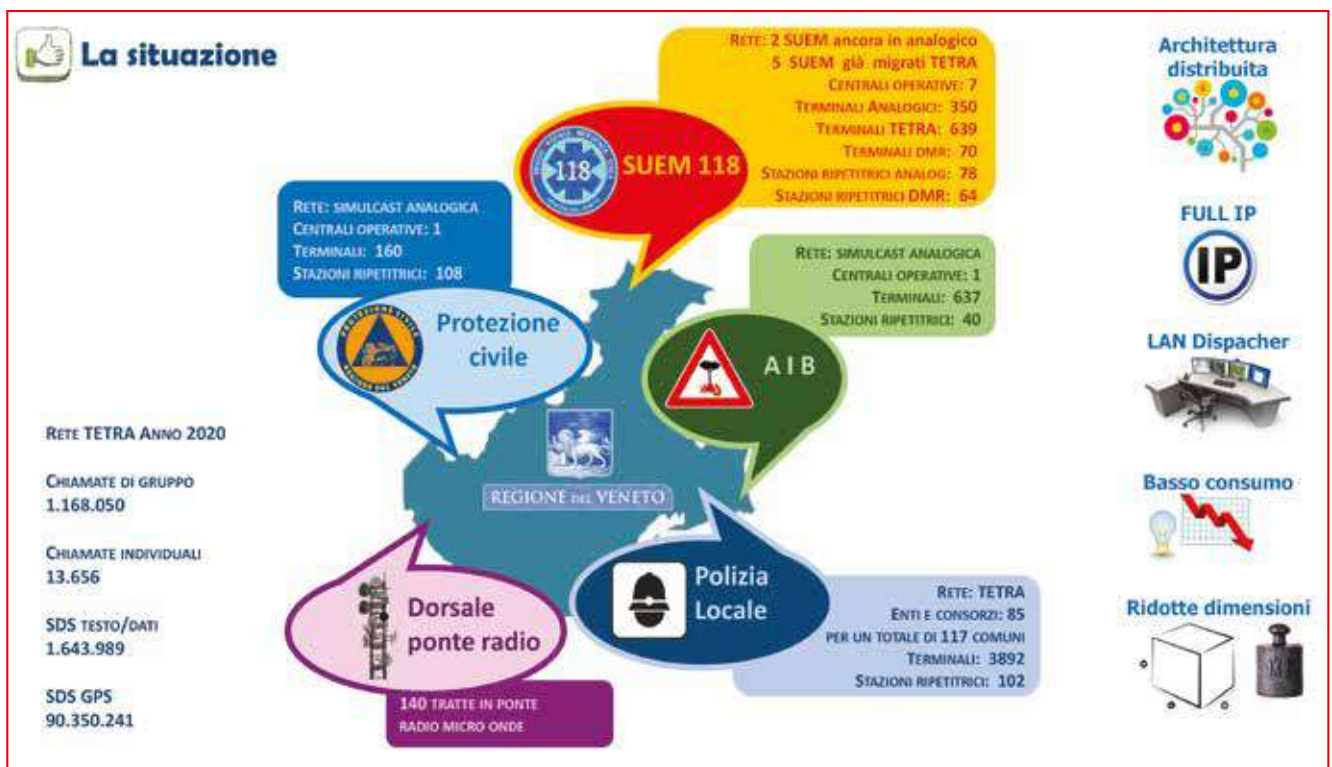 La situazione
RETE: 2 SUEM ancora in analogico
5 SUEM già migrati TETRA
CENTRALI OPERATIVE: 7
TERMINALI ANALOGICI: 350
TERMINALI TETRA: 639
TERMINALI DMR: 70
STAZIONI RIPETITRICI ANALOG: 78
STAZIONI RIPETITRICI DMR: 64
118
SUEM 118
RETE: SIMULCAST ANALOGICA
CENTRALI OPERATIVE: 1
TERMINALI: 160
STAZIONI RIPETITRICI: 108
PROTEZIONE CIVILE
REGIONE DEL VENETO
Protezione
civile
RETE: SIMULCAST ANALOGICA
CENTRALI OPERATIVE: 1
TERMINALI: 637
STAZIONI RIPETITRICI: 40
A I B
REGIONE DEL VENETO
RETE TETRA ANNO 2020
CHIAMATE DI GRUPPO
1.168.050
CHIAMATE INDIVIDUALI
13.656
SDS TESTO/DATI
1.643.989
SDS GPS
90.350.241
Dorsale
ponte radio
140 TRATTE IN PONTE
RADIO MICRO ONDE
Polizia
Locale
RETE: TETRA
ENTI E CONSORZI: 85
PER UN TOTALE DI 117 COMUNI
TERMINALI: 3892
STAZIONI RIPETITRICI: 102
Architettura
distribuita
FULL IP
IP
LAN Dispacher
Basso consumo
Ridotte dimensioni